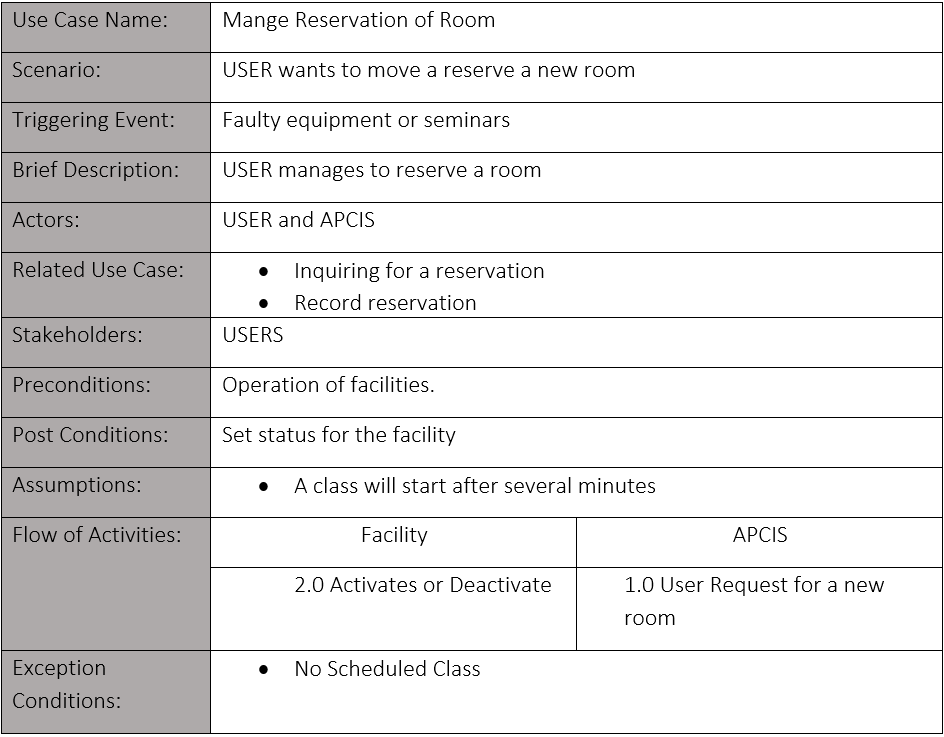 Use Case Name: Mange Reservation of Room
Scenario: USER wants to move a reserve a new room
Triggering Event: Faulty equipment or seminars
Brief Description: USER manages to reserve a room
Actors: USER and APCIS
Related Use Case: • Inquiring for a reservation
• Record reservation
Stakeholders: USERS
Preconditions: Operation of facilities.
Post Conditions: Set status for the facility
Assumptions: • A class will start after several minutes
Flow of Activities: Facility APCIS
2.0 Activates or Deactivate 1.0 User Request for a new
room
Exception • No Scheduled Class
Conditions: